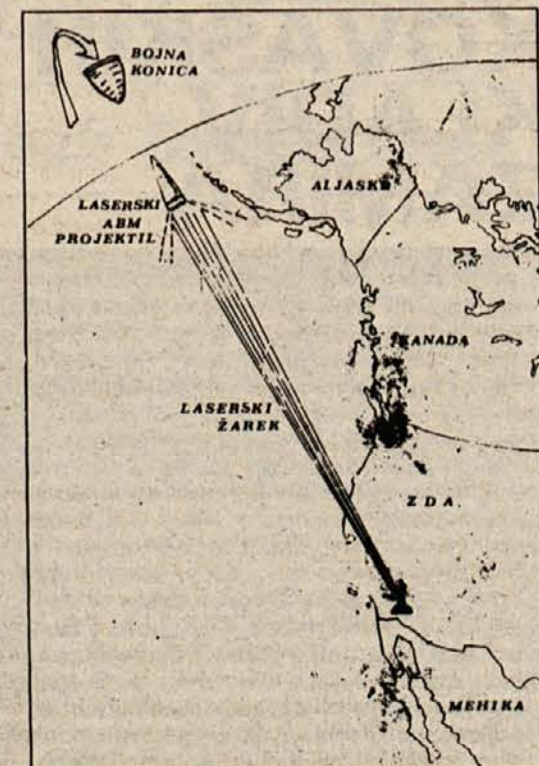 BOJNA
KONICA
ALJASKA
LASERSKI
ABM
PROJEKTIL
KANADA
LASERSKI
ŽAREK
ZDA
MEHIKA